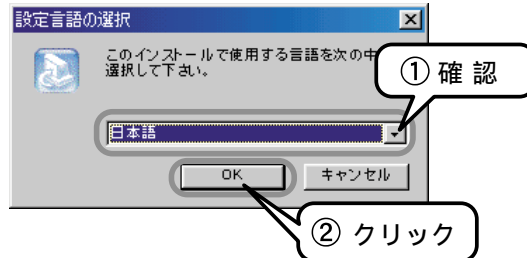 設定言語の選択
このインストールで使用する言語を次の中
選択して下さい。
① 確 認
日本語
OK
キャンセル
② クリック